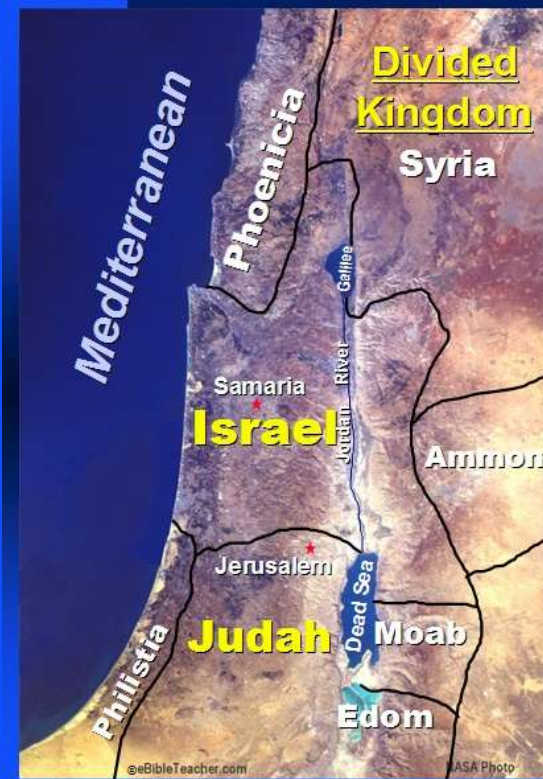 Divided
Kingdom
Syria
Mediterranean
Phoenicia
Galilee
Samaria
Israel
Jordan River
Ammon
Jerusalem
Judah
Dead Sea
Moab
Philistia
Edom
©eBibleTeacher.com
NASA Photo